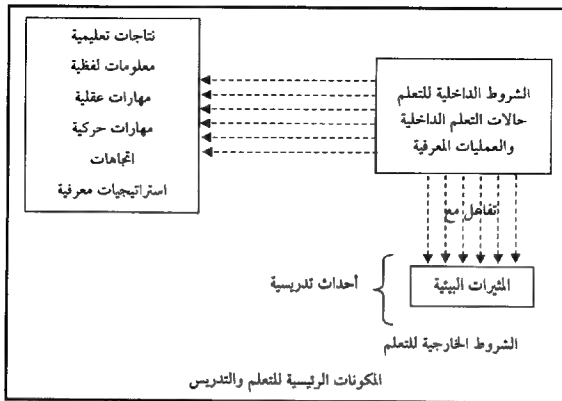 نتاجات تعليمية
معلومات لفظية
مهارات عقلية
مهارات حركية
اتجاهات
استراتيجيات معرفية
الشروط الداخلية للتعلم
حالات التعلم الداخلية
والعمليات المعرفية
تفاعل مع
المثيرات البيئية
أحداث تدريسية
الشروط الخارجية للتعلم
المكونات الرئيسية للتعلم والتدريس